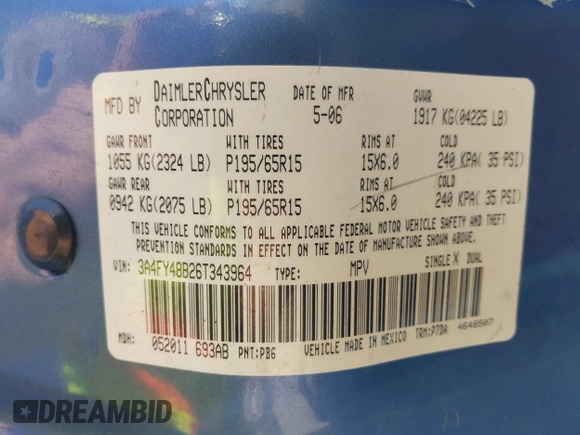 MFD BY DAIMLERCHRYSLER CORPORATION DATE OF MFR 5-06 GVWR 1917 KG(04225 LB)
GAWR FRONT WITH TIRES RIMS AT COLD
1055 KG(2324 LB) P195/65R15 15X6.0 240 KPA( 35 PSI)
GAWR REAR WITH TIRES RIMS AT COLD
0942 KG(2075 LB) P195/65R15 15X6.0 240 KPA( 35 PSI)
THIS VEHICLE CONFORMS TO ALL APPLICABLE FEDERAL MOTOR VEHICLE SAFETY AND THEFT
PREVENTION STANDARDS IN EFFECT ON THE DATE OF MANUFACTURE SHOWN ABOVE.
VIN: 3A4FY48B26T343964 TYPE: MPV SINGLE X DUAL
MDH: 052011 693AB PNT:PB6 VEHICLE MADE IN MEXICO TRM:P7DA 4648507
DREAMBID